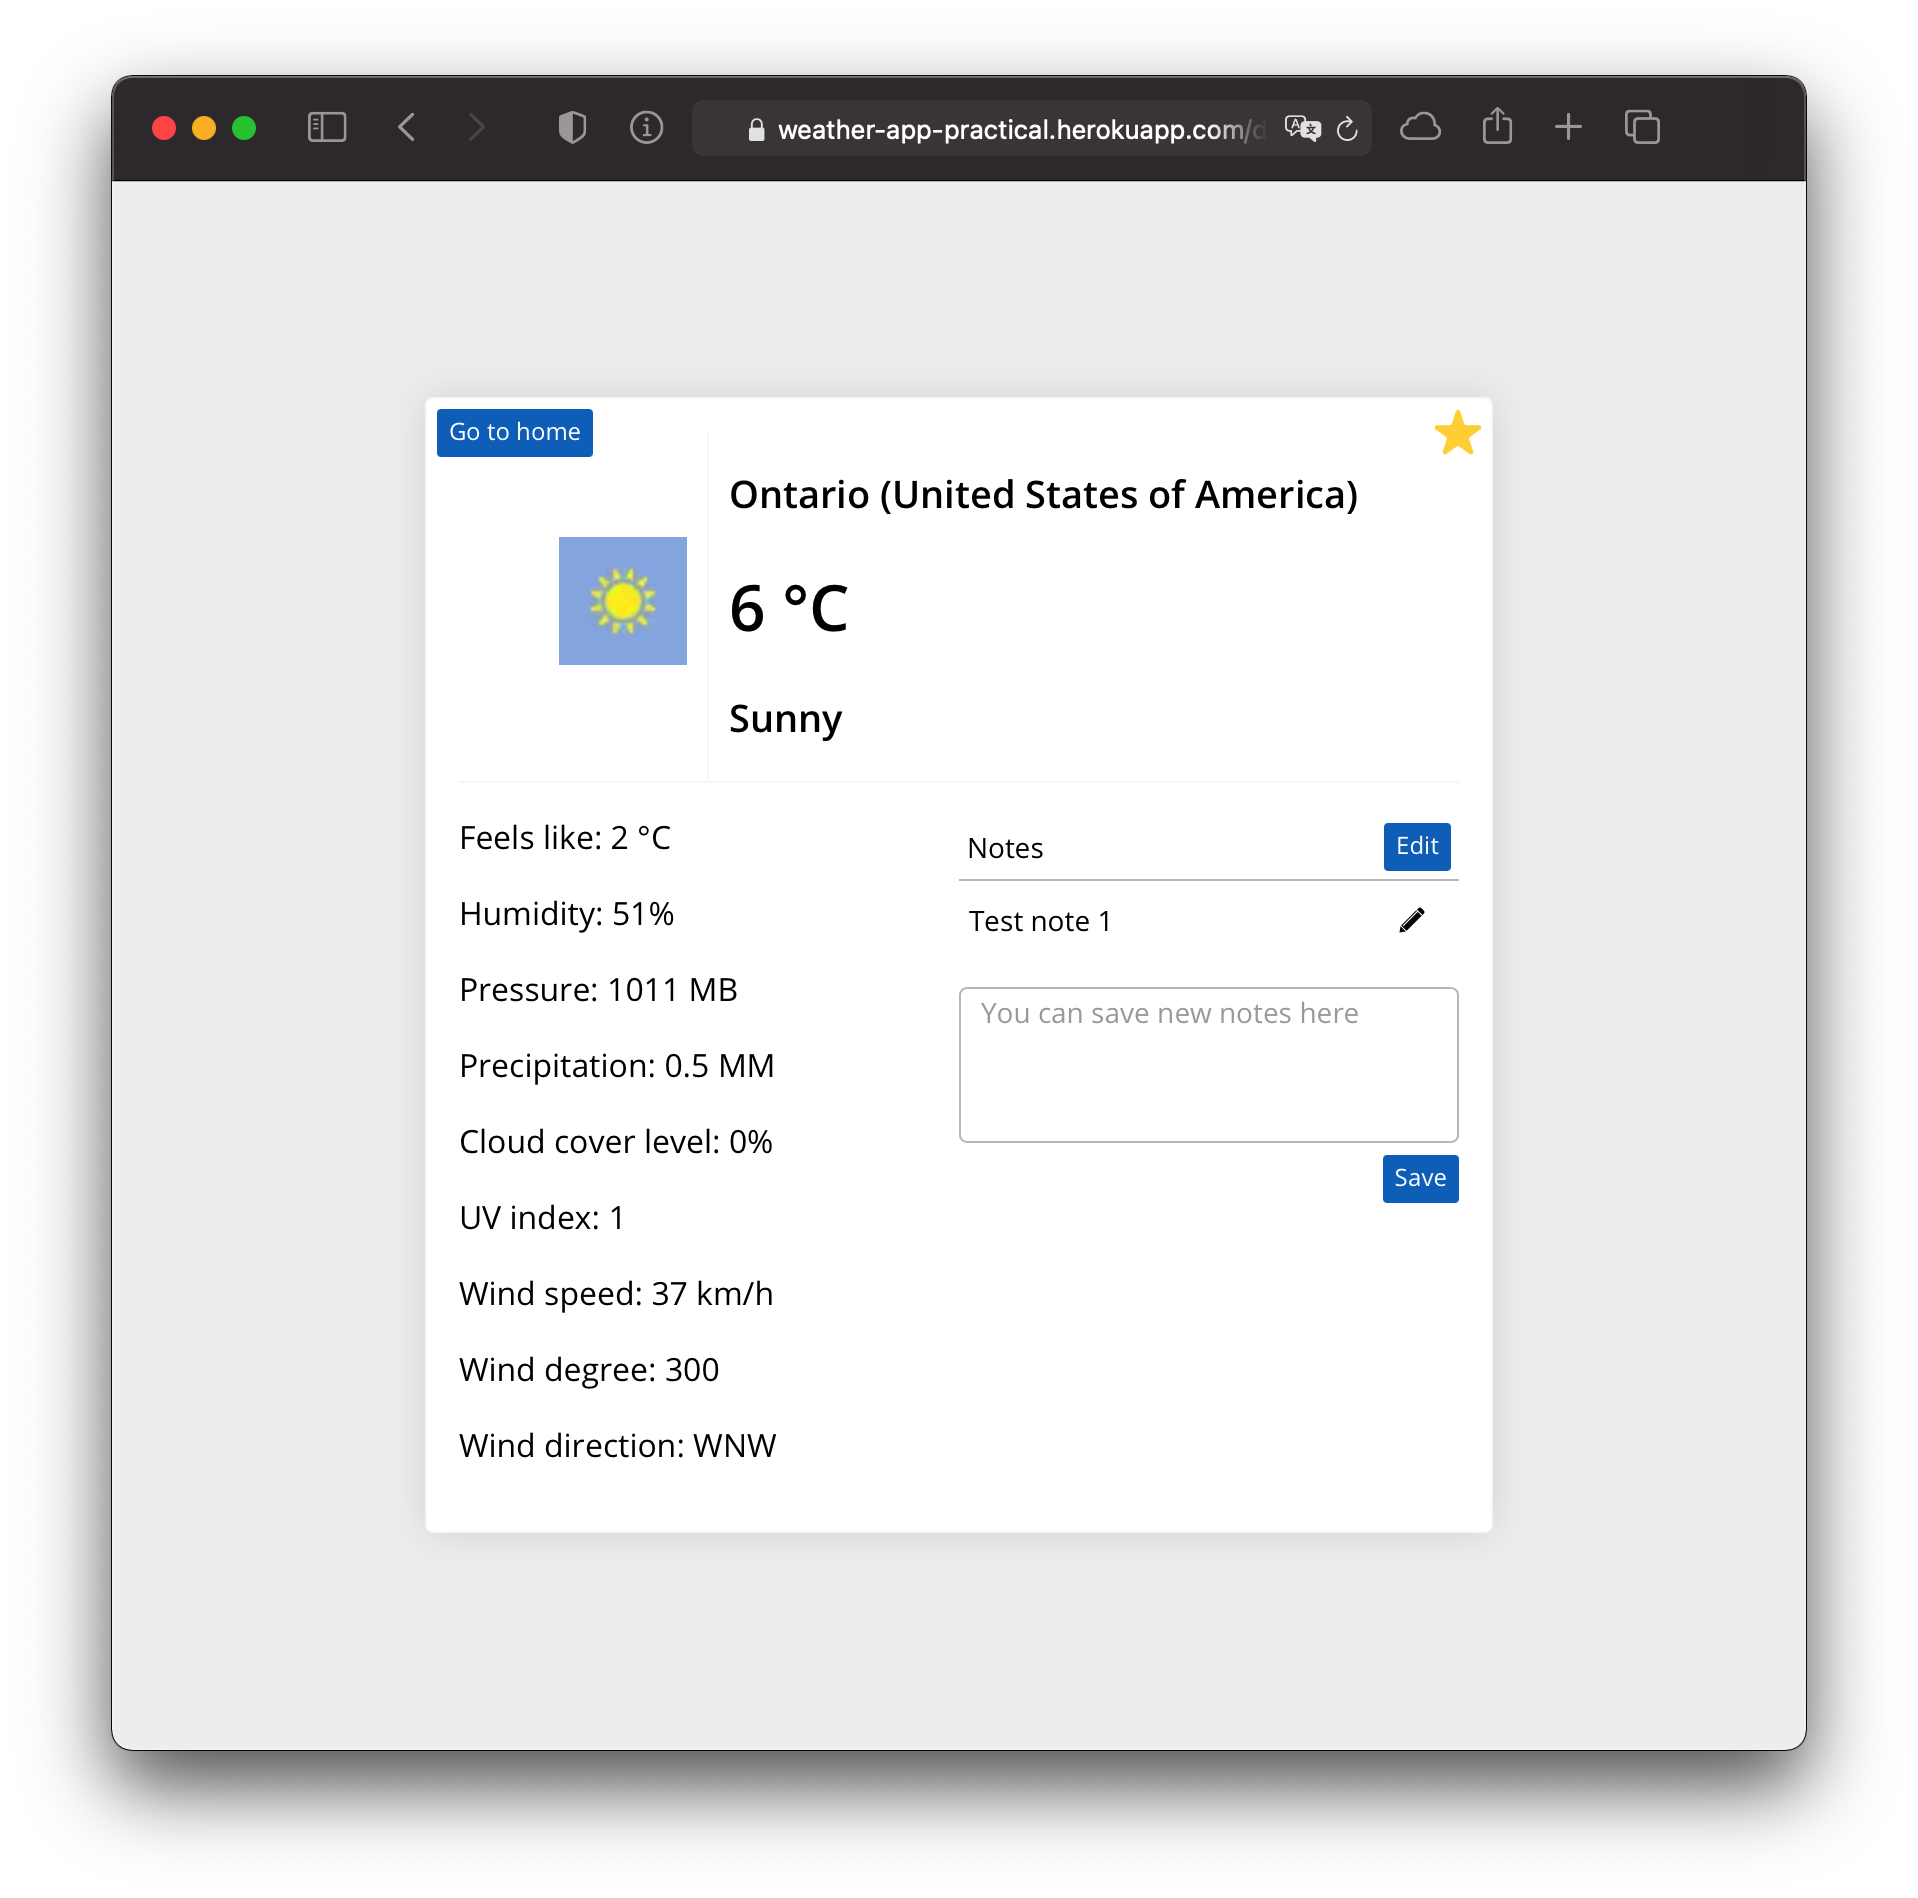 weather-app-practical.herokuapp.com/d
Go to home
Ontario (United States of America)
6 °C
Sunny
Feels like: 2 °C
Humidity: 51%
Pressure: 1011 MB
Precipitation: 0.5 MM
Cloud cover level: 0%
UV index: 1
Wind speed: 37 km/h
Wind degree: 300
Wind direction: WNW
Notes
Edit
Test note 1
You can save new notes here
Save